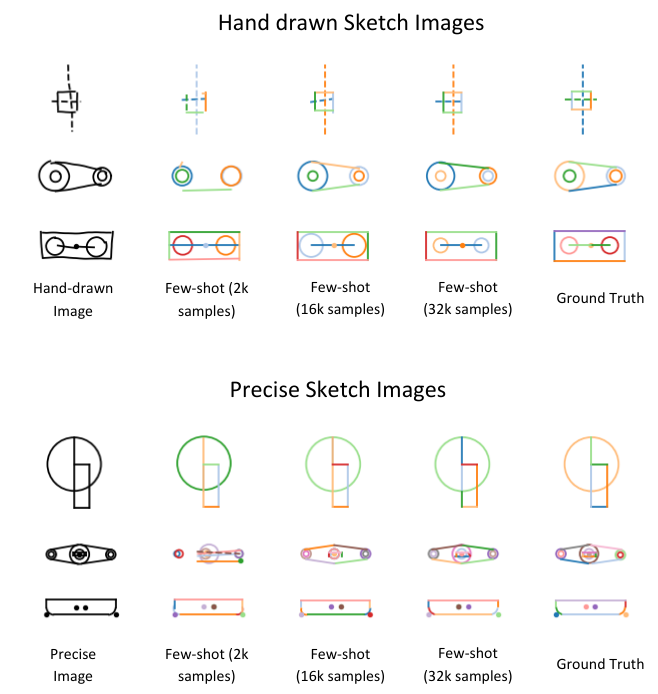 Hand drawn Sketch Images
Hand-drawn
Image
Few-shot (2k
samples)
Few-shot
(16k samples)
Few-shot
(32k samples)
Ground Truth
Precise Sketch Images
Precise
Image
Few-shot (2k
samples)
Few-shot
(16k samples)
Few-shot
(32k samples)
Ground Truth